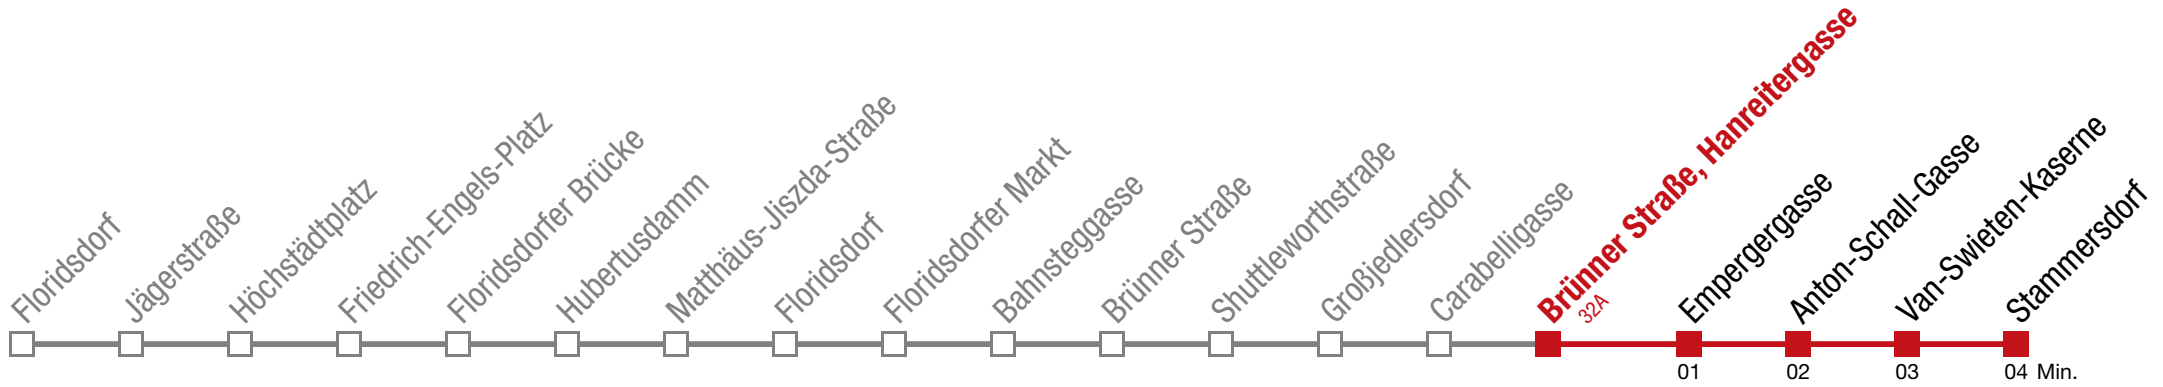 Floridsdorf
Jägerstraße
Höchstädtplatz
Friedrich-Engels-Platz
Floridsdorfer Brücke
Hubertusdamm
Matthäus-Jiszda-Straße
Floridsdorf
Floridsdorfer Markt
Bahnsteggasse
Brünner Straße
Shuttleworthstraße
Großjedlersdorf
Carabelligasse
Brünner Straße, Hanreitergasse
32A
Empergergasse
Anton-Schall-Gasse
Van-Swieten-Kaserne
Stammersdorf
01 02 03 04 Min.